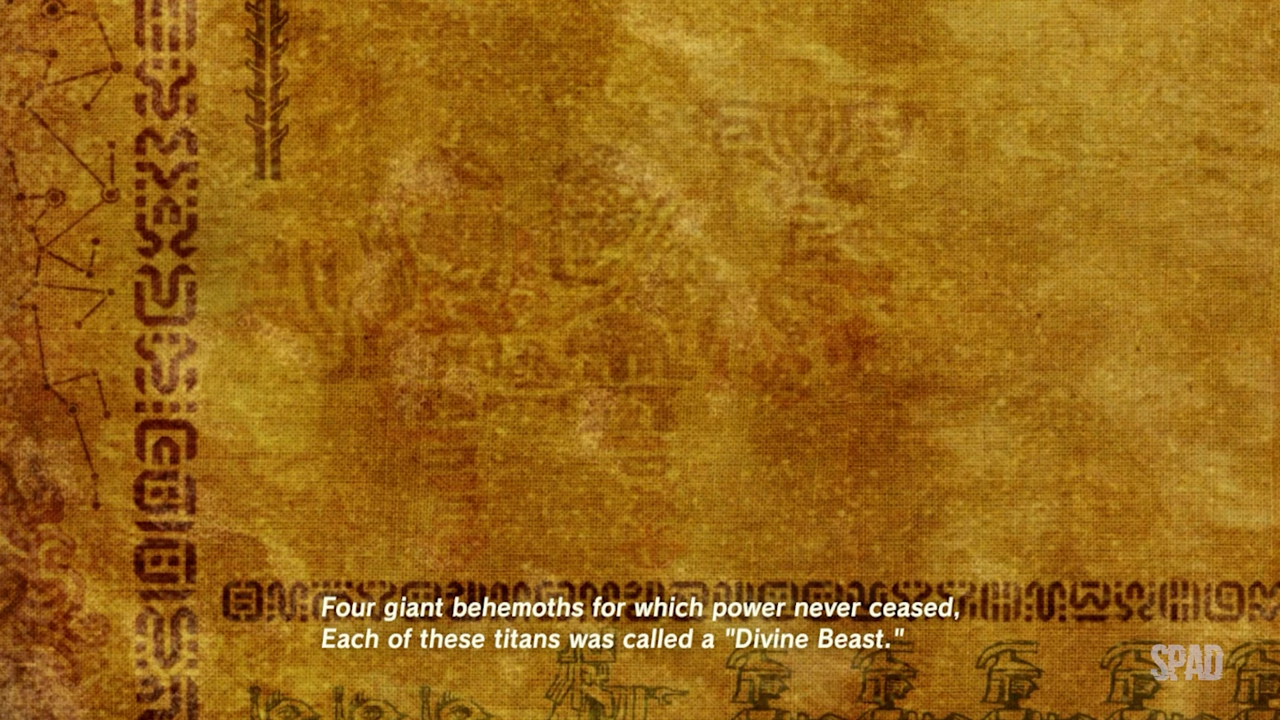 Four giant behemoths for which power never ceased,
Each of these titans was called a "Divine Beast."
SPAD